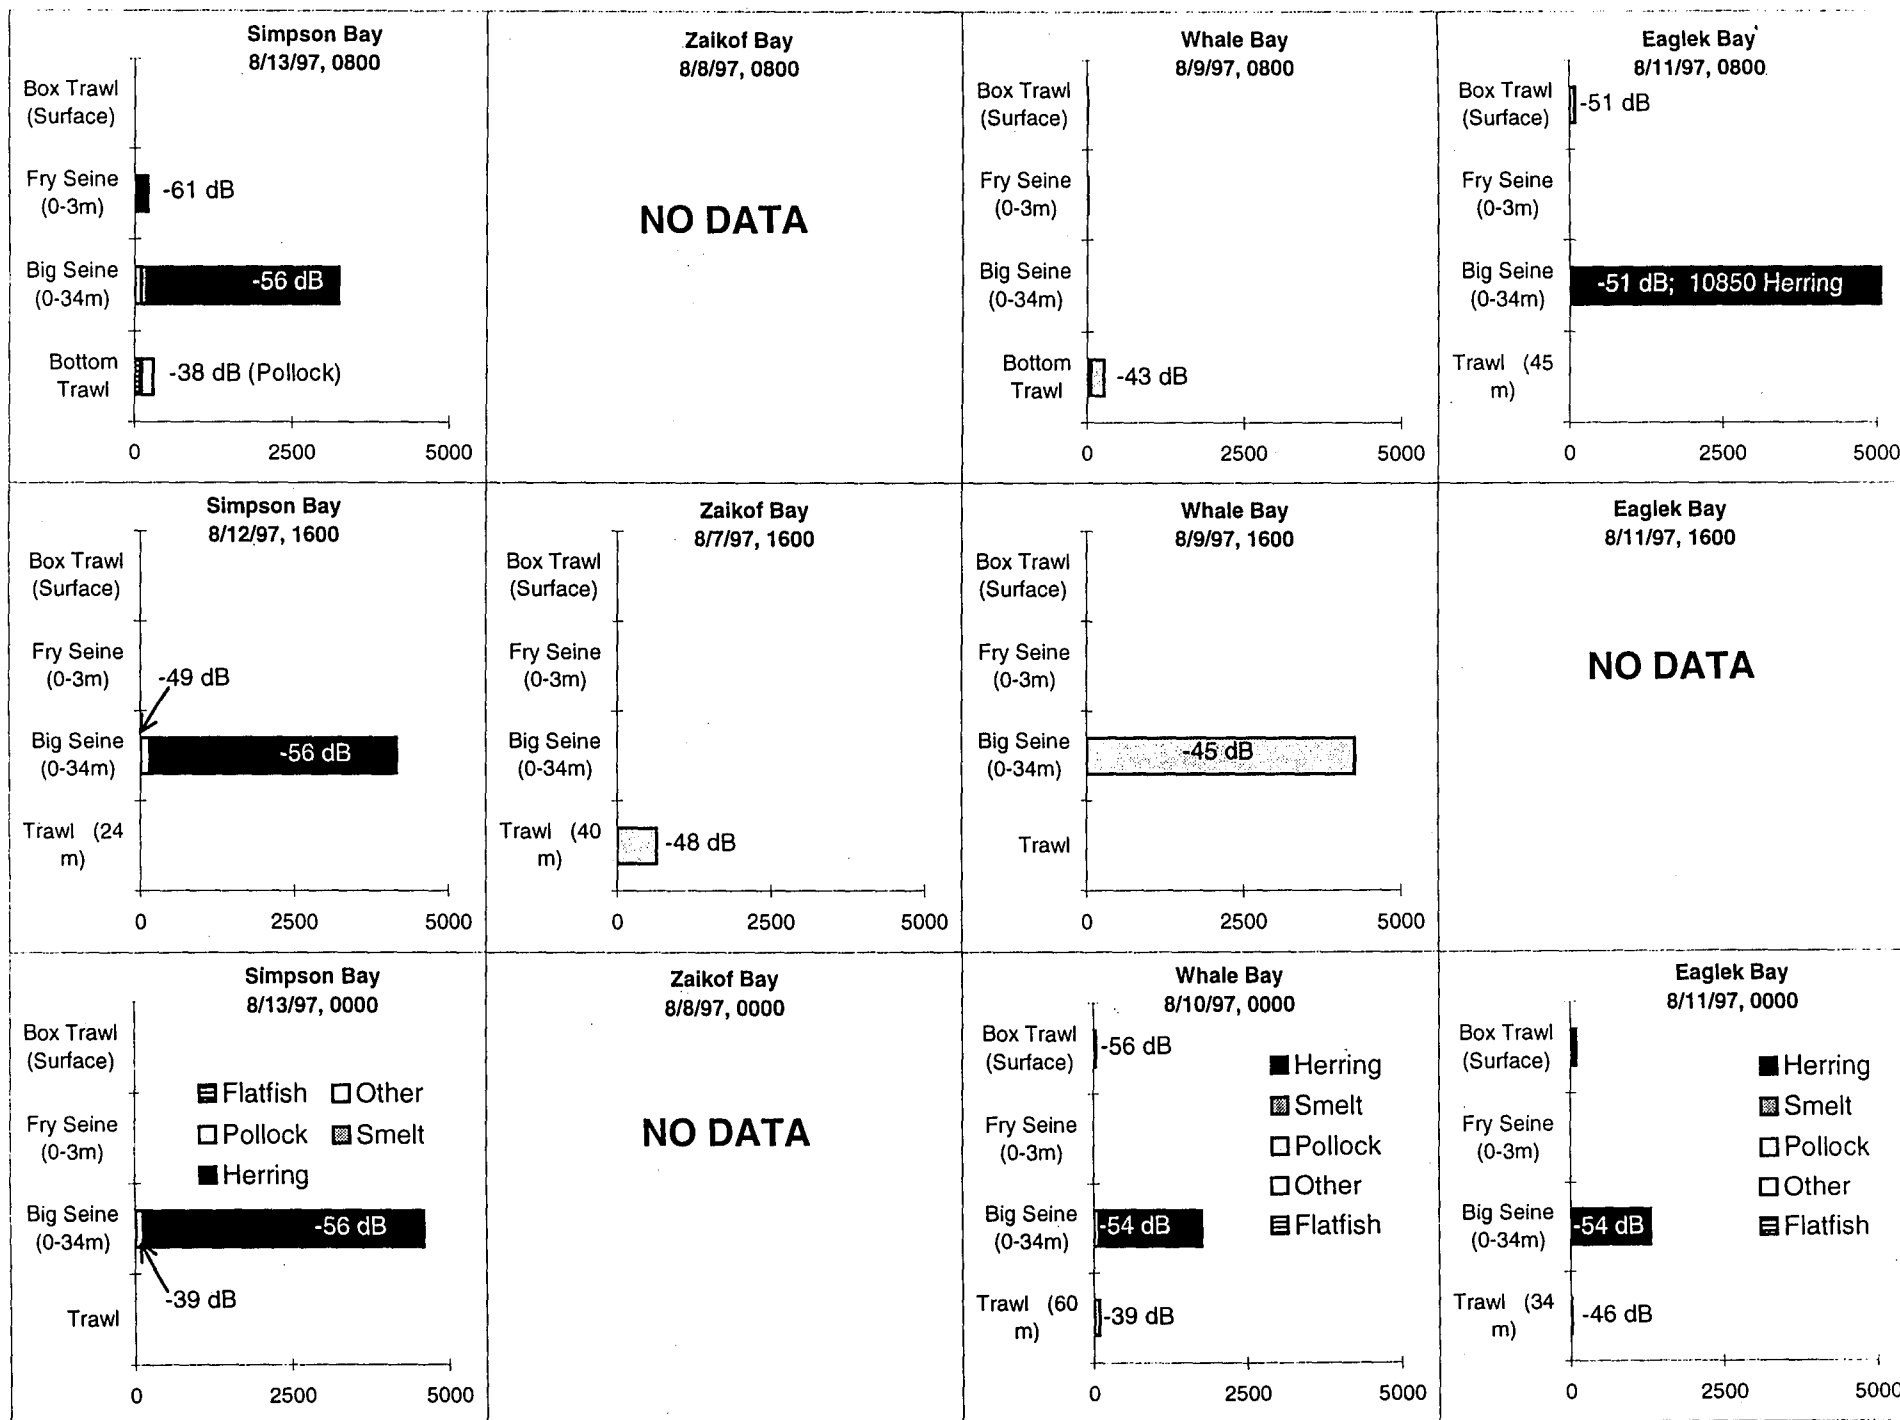 Simpson Bay
8/13/97, 0800
Box Trawl
(Surface)
Fry Seine
(0-3m)
-61 dB
Big Seine
(0-34m)
-56 dB
Bottom
Trawl
-38 dB (Pollock)
0 2500 5000
Zaikof Bay
8/8/97, 0800
NO DATA
Whale Bay
8/9/97, 0800
Box Trawl
(Surface)
Fry Seine
(0-3m)
Big Seine
(0-34m)
Bottom
Trawl
-43 dB
0 2500 5000
Eaglek Bay
8/11/97, 0800
Box Trawl
(Surface)
-51 dB
Fry Seine
(0-3m)
Big Seine
(0-34m)
-51 dB; 10850 Herring
Trawl (45
m)
0 2500 5000
Simpson Bay
8/12/97, 1600
Box Trawl
(Surface)
Fry Seine
(0-3m)
-49 dB
Big Seine
(0-34m)
-56 dB
Trawl (24
m)
0 2500 5000
Zaikof Bay
8/7/97, 1600
Box Trawl
(Surface)
Fry Seine
(0-3m)
Big Seine
(0-34m)
Trawl (40
m)
-48 dB
0 2500 5000
Whale Bay
8/9/97, 1600
Box Trawl
(Surface)
Fry Seine
(0-3m)
Big Seine
(0-34m)
-45 dB
Trawl
0 2500 5000
Eaglek Bay
8/11/97, 1600
NO DATA
Simpson Bay
8/13/97, 0000
Box Trawl
(Surface)
Flatfish Other
Pollock Smelt
Herring
Fry Seine
(0-3m)
Big Seine
(0-34m)
-56 dB
-39 dB
Trawl
0 2500 5000
Zaikof Bay
8/8/97, 0000
NO DATA
Whale Bay
8/10/97, 0000
Box Trawl
(Surface)
-56 dB
Fry Seine
(0-3m)
Big Seine
(0-34m)
-54 dB
Trawl (60
m)
-39 dB
Herring
Smelt
Pollock
Other
Flatfish
0 2500 5000
Eaglek Bay
8/11/97, 0000
Box Trawl
(Surface)
Fry Seine
(0-3m)
Big Seine
(0-34m)
-54 dB
Trawl (34
m)
-46 dB
Herring
Smelt
Pollock
Other
Flatfish
0 2500 5000